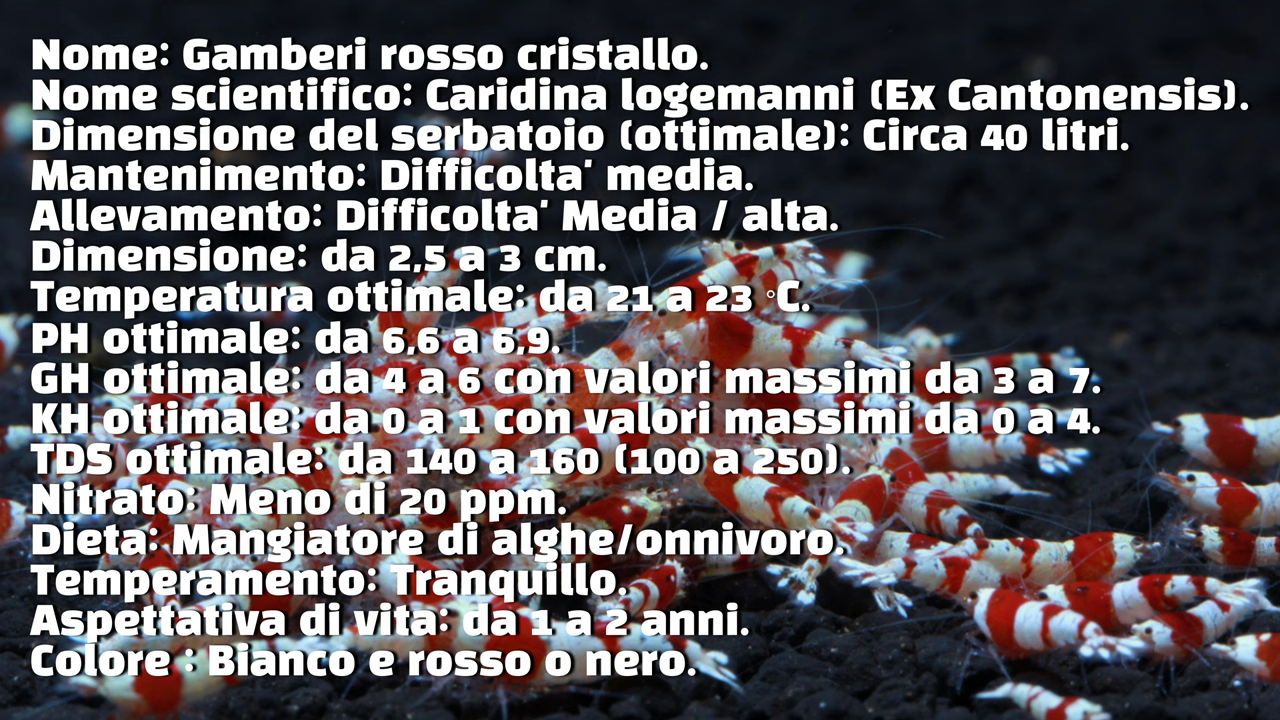 Nome: Gamberi rosso cristallo.
Nome scientifico: Caridina logemanni (Ex Cantonensis).
Dimensione del serbatoio (ottimale): Circa 40 litri.
Mantenimento: Difficolta' media.
Allevamento: Difficolta' Media / alta.
Dimensione: da 2,5 a 3 cm.
Temperatura ottimale: da 21 a 23 °C.
PH ottimale: da 6,6 a 6,9.
GH ottimale: da 4 a 6 con valori massimi da 3 a 7.
KH ottimale: da 0 a 1 con valori massimi da 0 a 4.
TDS ottimale: da 140 a 160 (100 a 250).
Nitrato: Meno di 20 ppm.
Dieta: Mangiatore di alghe/onnivoro.
Temperamento: Tranquillo.
Aspettativa di vita: da 1 a 2 anni.
Colore : Bianco e rosso o nero.